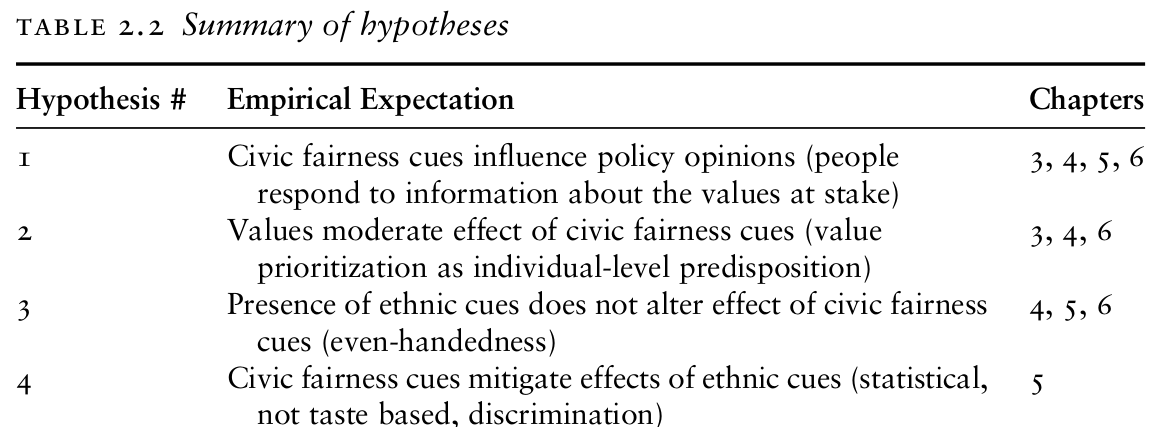 TABLE 2.2 Summary of hypotheses
Hypothesis # Empirical Expectation Chapters
1 Civic fairness cues influence policy opinions (people 3, 4, 5, 6
respond to information about the values at stake)
2 Values moderate effect of civic fairness cues (value 3, 4, 6
prioritization as individual-level predisposition)
3 Presence of ethnic cues does not alter effect of civic fairness 4, 5, 6
cues (even-handedness)
4 Civic fairness cues mitigate effects of ethnic cues (statistical, 5
not taste based, discrimination)